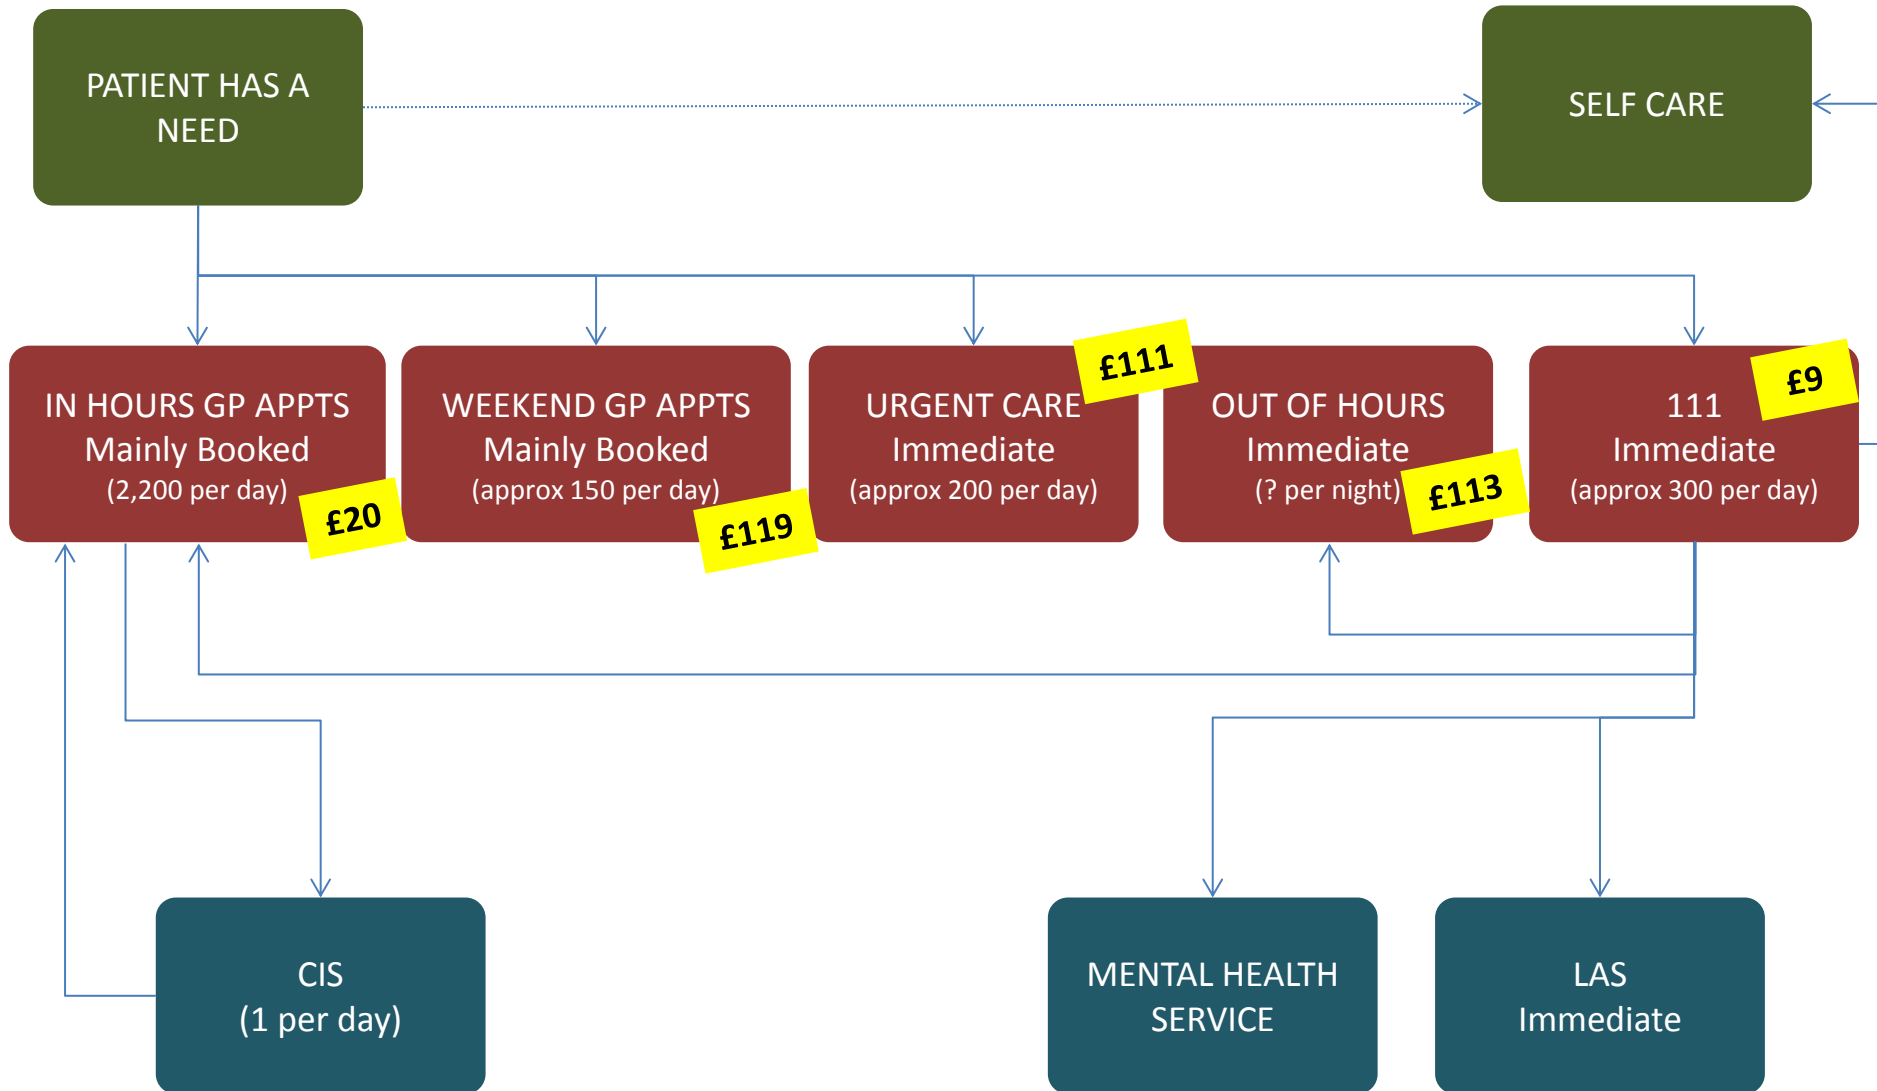 PATIENT HAS A
NEED
SELF CARE
IN HOURS GP APPTS
Mainly Booked
(2,200 per day)
£20
WEEKEND GP APPTS
Mainly Booked
(approx 150 per day)
£119
URGENT CARE
Immediate
(approx 200 per day)
£111
OUT OF HOURS
Immediate
(? per night)
£113
111
Immediate
(approx 300 per day)
£9
CIS
(1 per day)
MENTAL HEALTH
SERVICE
LAS
Immediate